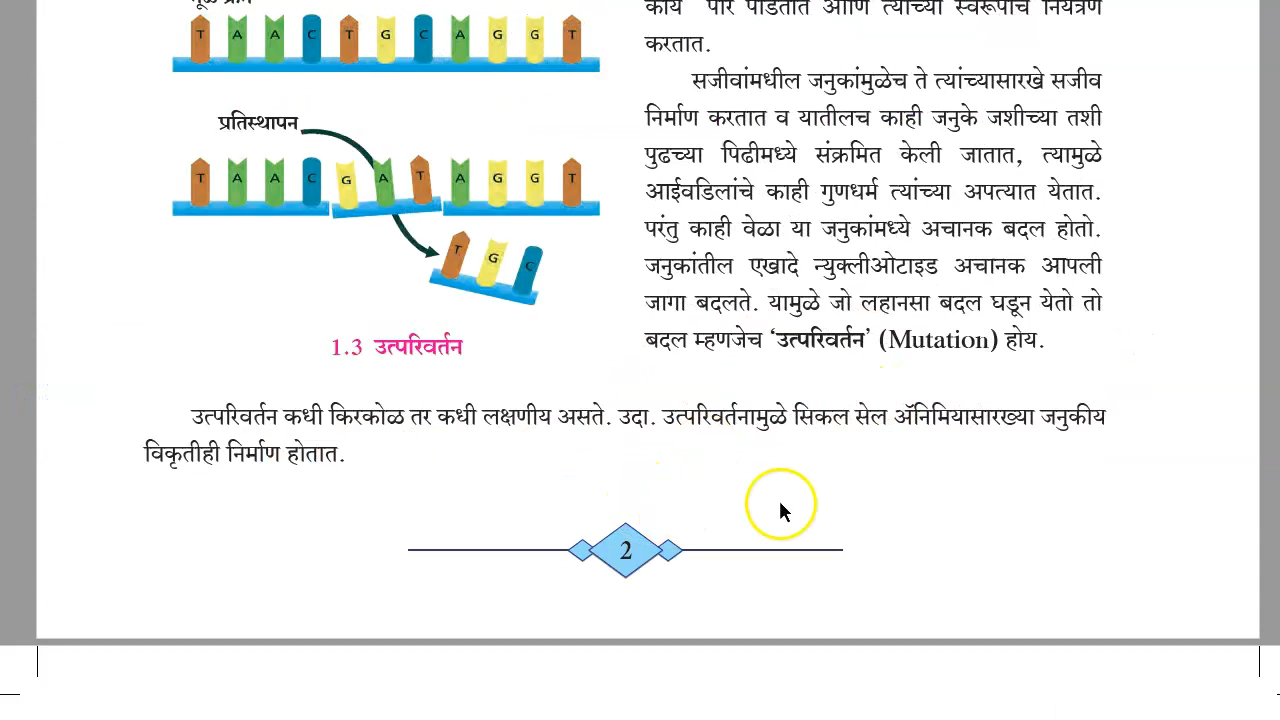 T A A C T G C A G G T
प्रतिस्थापन
T A A C G A T A G G T
T G C
1.3 उत्परिवर्तन
करतात.
सजीवांमधील जनुकांमुळेच ते त्यांच्यासारखे सजीव
निर्माण करतात व यातीलच काही जनुके जशीच्या तशी
पुढच्या पिढीमध्ये संक्रमित केली जातात, त्यामुळे
आईवडिलांचे काही गुणधर्म त्यांच्या अपत्यात येतात.
परंतु काही वेळा या जनुकांमध्ये अचानक बदल होतो.
जनुकांतील एखादे न्युक्लीओटाइड अचानक आपली
जागा बदलते. यामुळे जो लहानसा बदल घडून येतो तो
बदल म्हणजेच ‘उत्परिवर्तन’ (Mutation) होय.
उत्परिवर्तन कधी किरकोळ तर कधी लक्षणीय असते. उदा. उत्परिवर्तनामुळे सिकल सेल ॲनिमियासारख्या जनुकीय
विकृतीही निर्माण होतात.
2